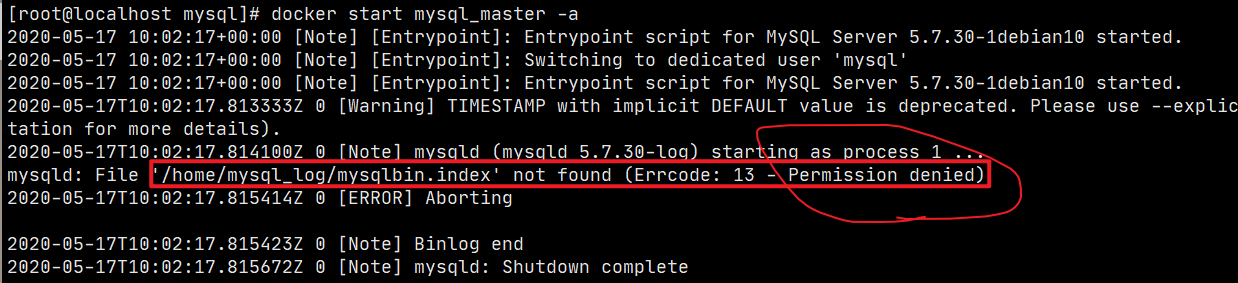 [root@localhost mysql]# docker start mysql_master -a
2020-05-17 10:02:17+00:00 [Note] [Entrypoint]: Entrypoint script for MySQL Server 5.7.30-1debian10 started.
2020-05-17 10:02:17+00:00 [Note] [Entrypoint]: Switching to dedicated user 'mysql'
2020-05-17 10:02:17+00:00 [Note] [Entrypoint]: Entrypoint script for MySQL Server 5.7.30-1debian10 started.
2020-05-17T10:02:17.813333Z 0 [Warning] TIMESTAMP with implicit DEFAULT value is deprecated. Please use --explic
tation for more details).
2020-05-17T10:02:17.814100Z 0 [Note] mysqld (mysqld 5.7.30-log) starting as process 1 ...
mysqld: File '/home/mysql_log/mysqlbin.index' not found (Errcode: 13 - Permission denied)
2020-05-17T10:02:17.815414Z 0 [ERROR] Aborting
2020-05-17T10:02:17.815423Z 0 [Note] Binlog end
2020-05-17T10:02:17.815672Z 0 [Note] mysqld: Shutdown complete